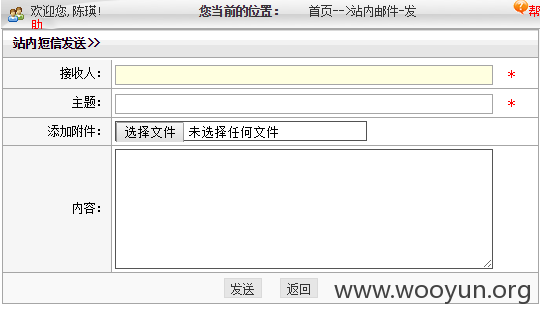 欢迎您,陈瑛! 您当前的位置： 首页-->站内邮件-发 帮
助
站内短信发送>>
接收人： *
主题： *
添加附件： 选择文件 未选择任何文件
内容：
发送 返回
www.wooyun.org